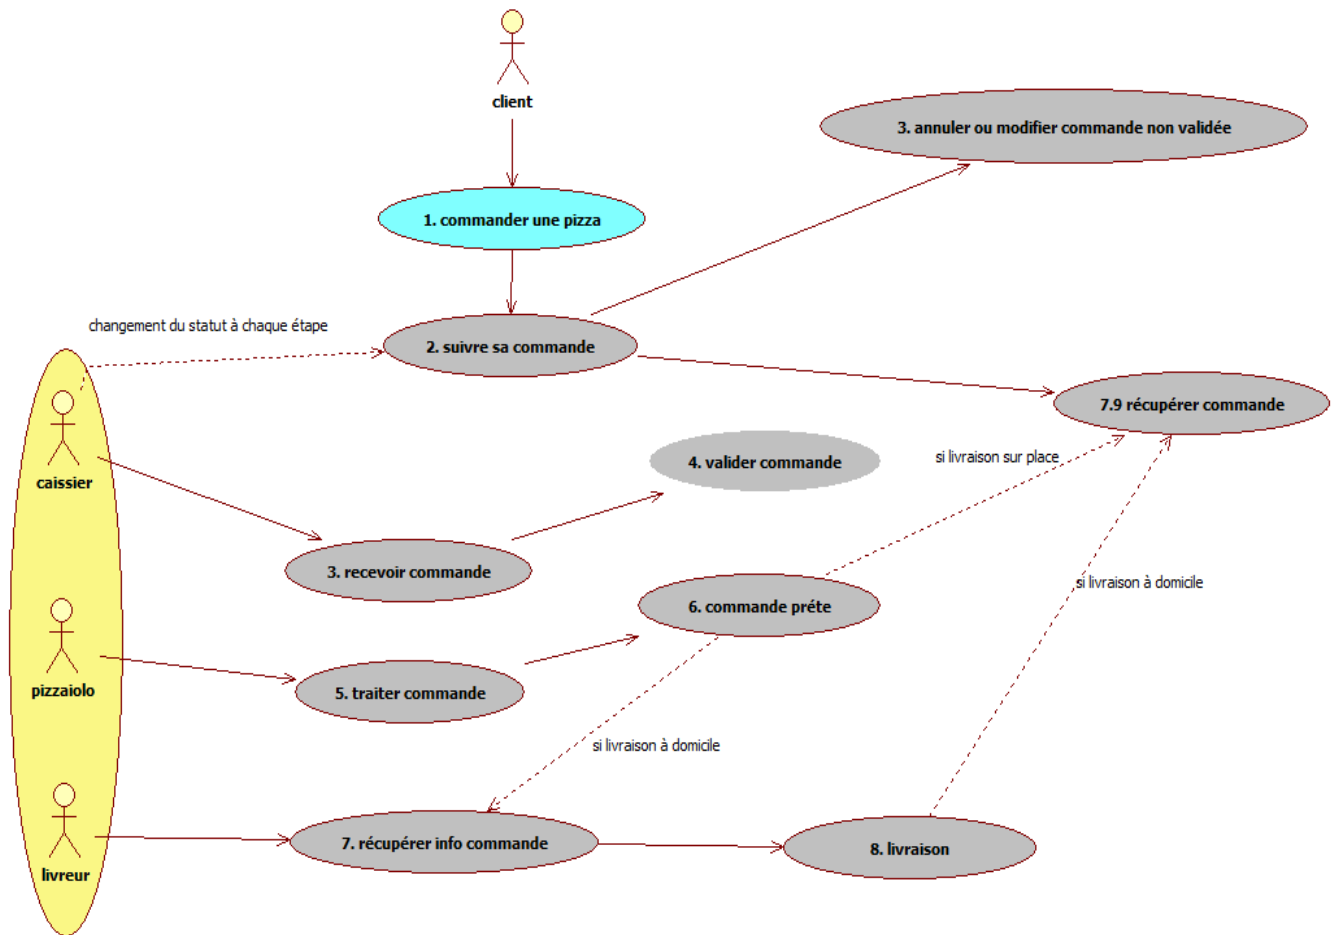 client
3. annuler ou modifier commande non validée
1. commander une pizza
changement du statut à chaque étape
2. suivre sa commande
7.9 récupérer commande
caissier
4. valider commande
si livraison sur place
3. recevoir commande
si livraison à domicile
6. commande préte
pizzaiolo
5. traiter commande
si livraison à domicile
7. récupérer info commande
8. livraison
livreur